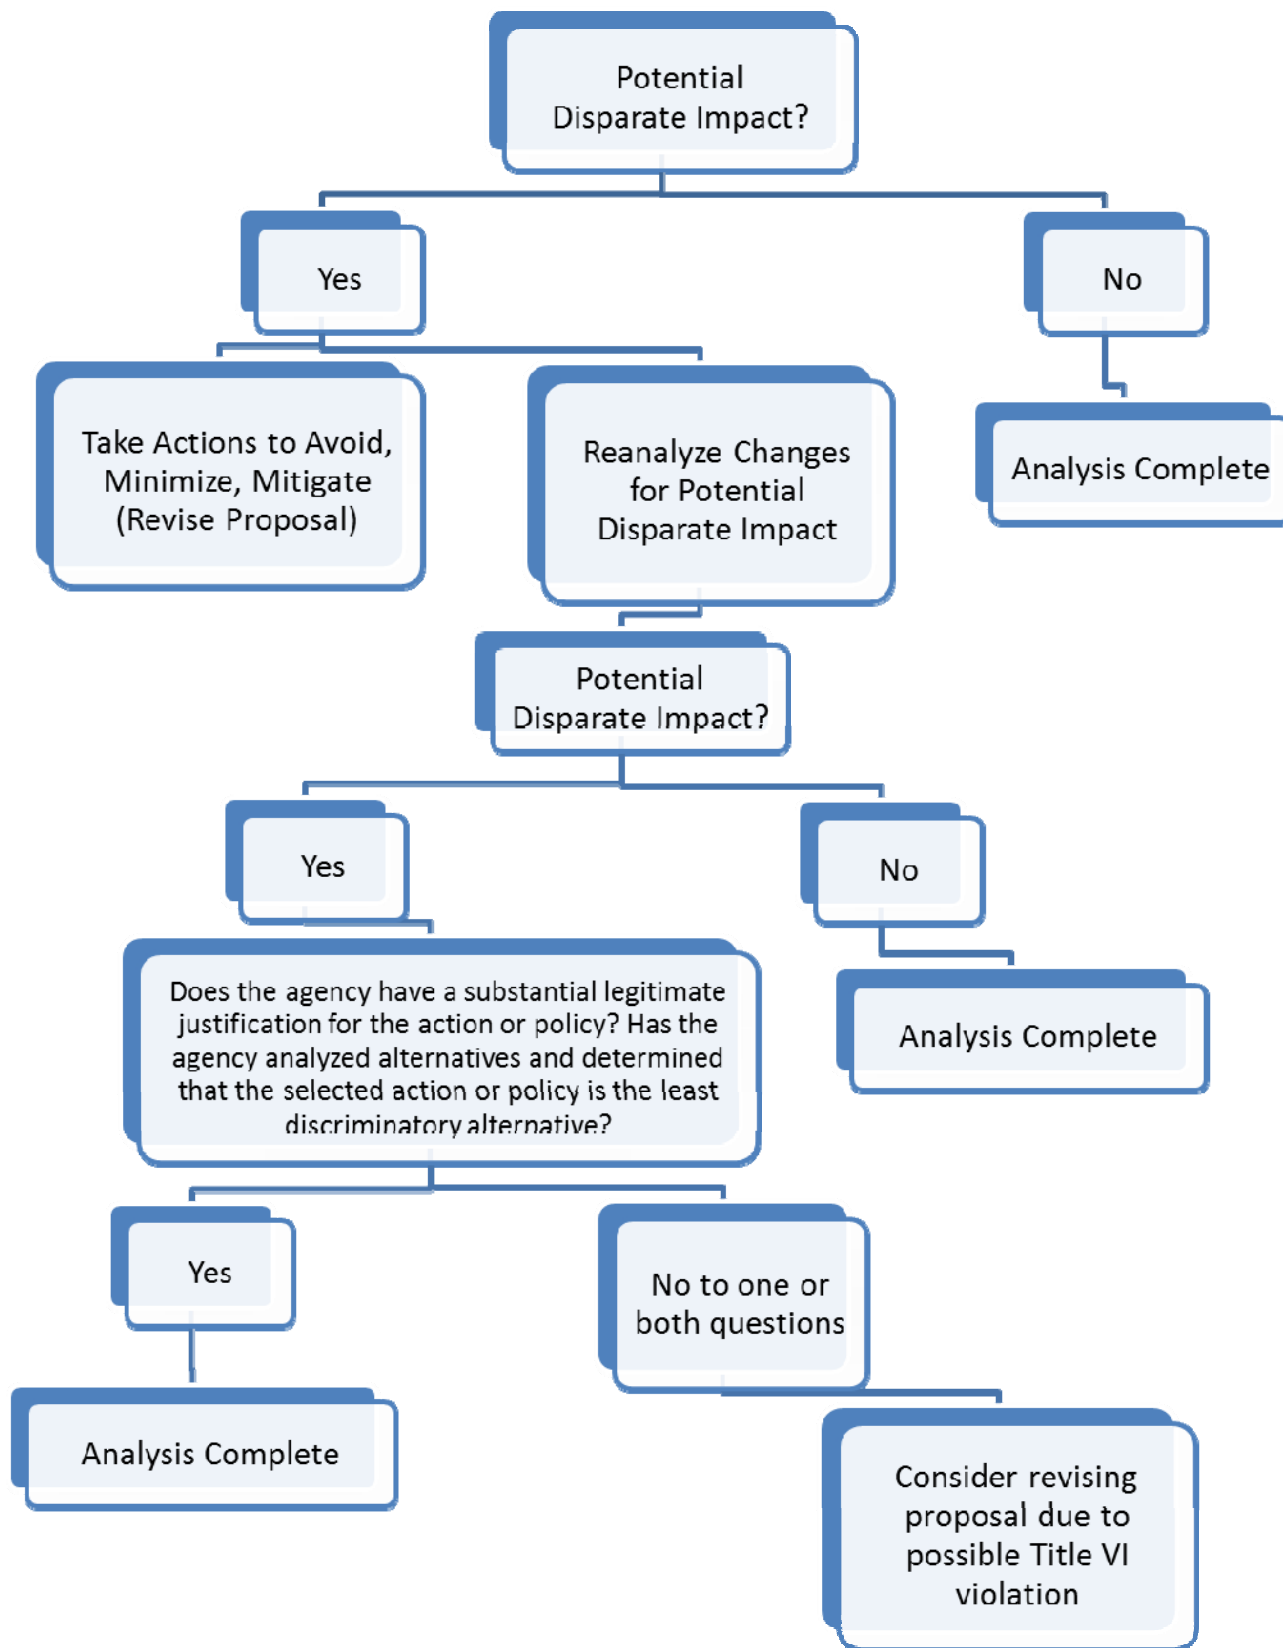 Potential
Disparate Impact?
Yes
No
Take Actions to Avoid,
Minimize, Mitigate
(Revise Proposal)
Reanalyze Changes
for Potential
Disparate Impact
Analysis Complete
Potential
Disparate Impact?
Yes
No
Does the agency have a substantial legitimate
justification for the action or policy? Has the
agency analyzed alternatives and determined
that the selected action or policy is the least
discriminatory alternative?
Analysis Complete
Yes
No to one or
both questions
Analysis Complete
Consider revising
proposal due to
possible Title VI
violation